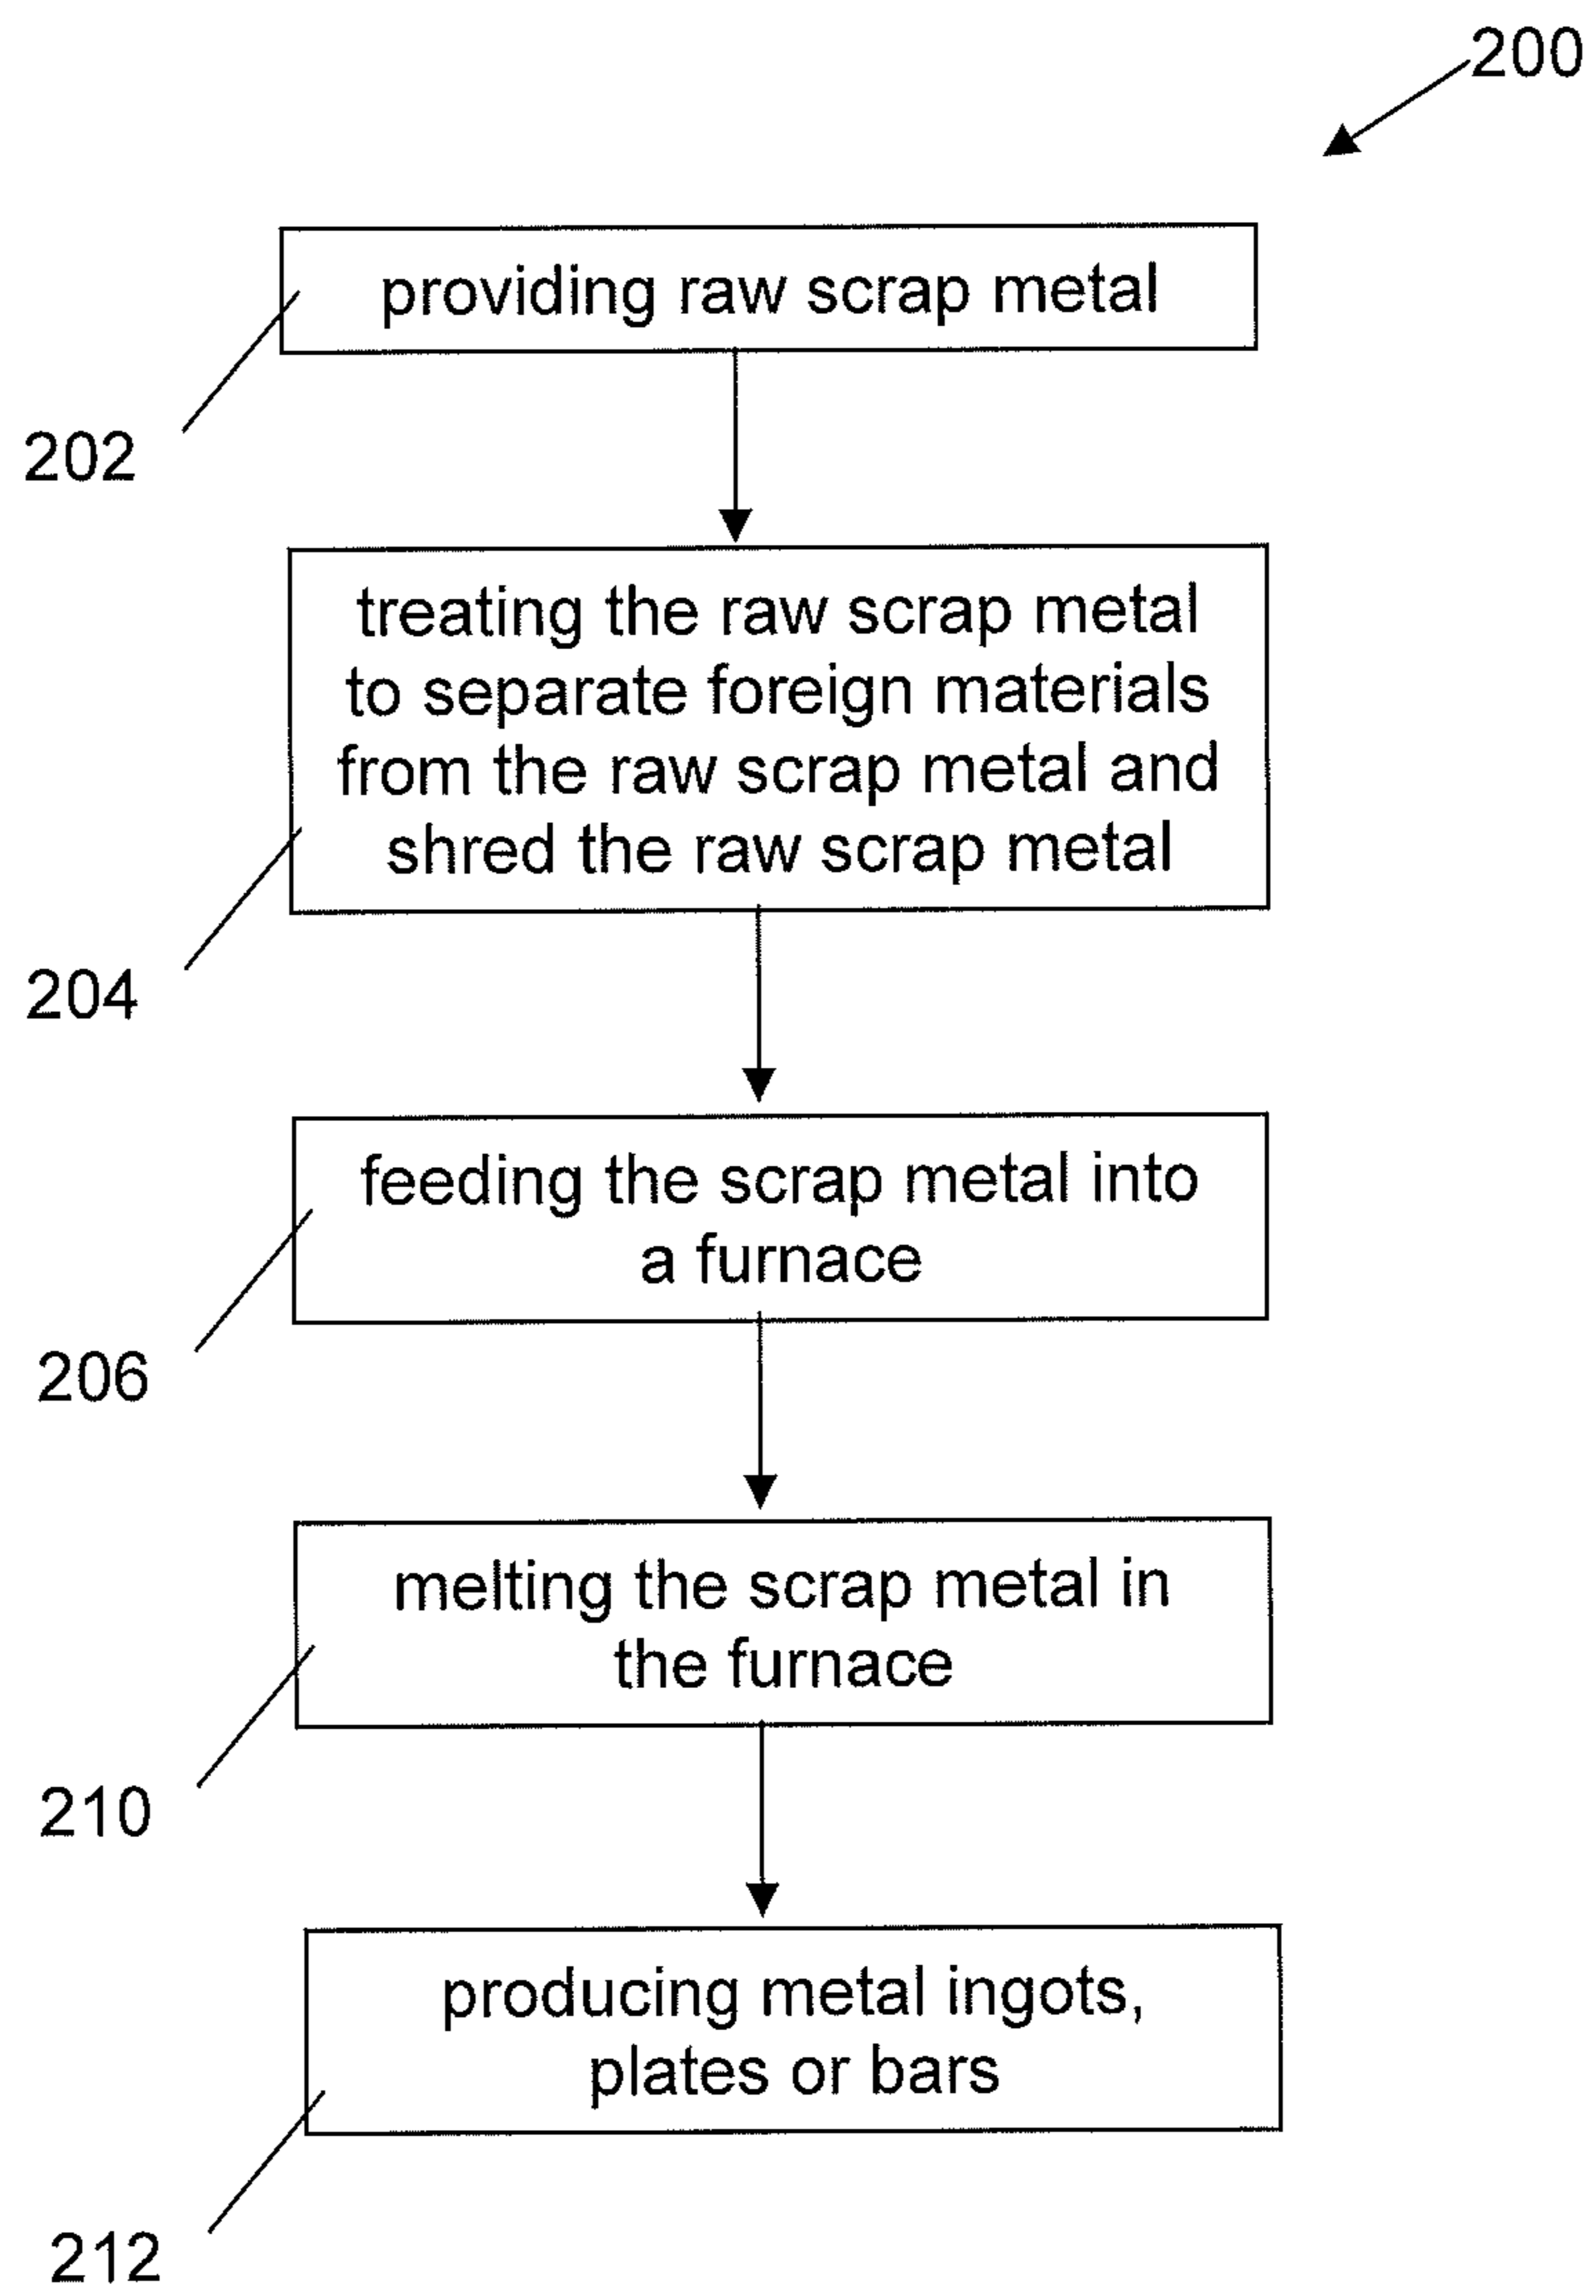 200
providing raw scrap metal
202
treating the raw scrap metal
to separate foreign materials
from the raw scrap metal and
shred the raw scrap metal
204
feeding the scrap metal into
a furnace
206
melting the scrap metal in
the furnace
210
producing metal ingots,
plates or bars
212